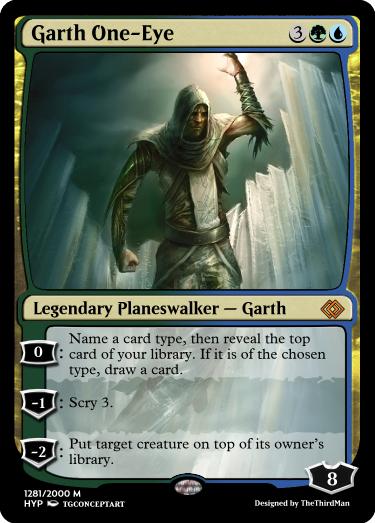 Garth One-Eye 3
Legendary Planeswalker — Garth
0: Name a card type, then reveal the top
card of your library. If it is of the chosen
type, draw a card.
-1: Scry 3.
-2: Put target creature on top of its owner's
library.
8
1281/2000 M
HYP TGCONCEPTART
Designed by TheThirdMan